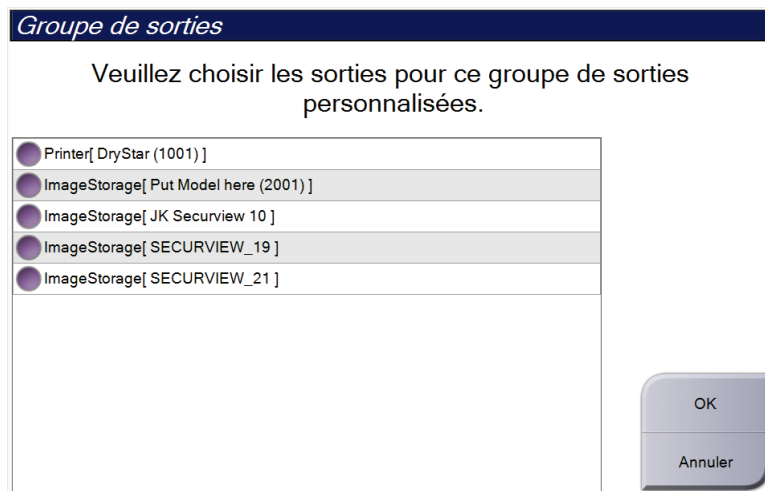 Groupe de sorties
Veuillez choisir les sorties pour ce groupe de sorties
personnalisées.
Printer[ DryStar (1001) ]
ImageStorage[ Put Model here (2001) ]
ImageStorage[ JK Securview 10 ]
ImageStorage[ SECURVIEW_19 ]
ImageStorage[ SECURVIEW_21 ]
OK
Annuler